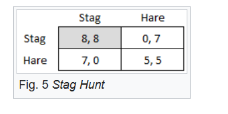 Stag Hare
Stag 8, 8 0, 7
Hare 7, 0 5, 5
Fig. 5 Stag Hunt